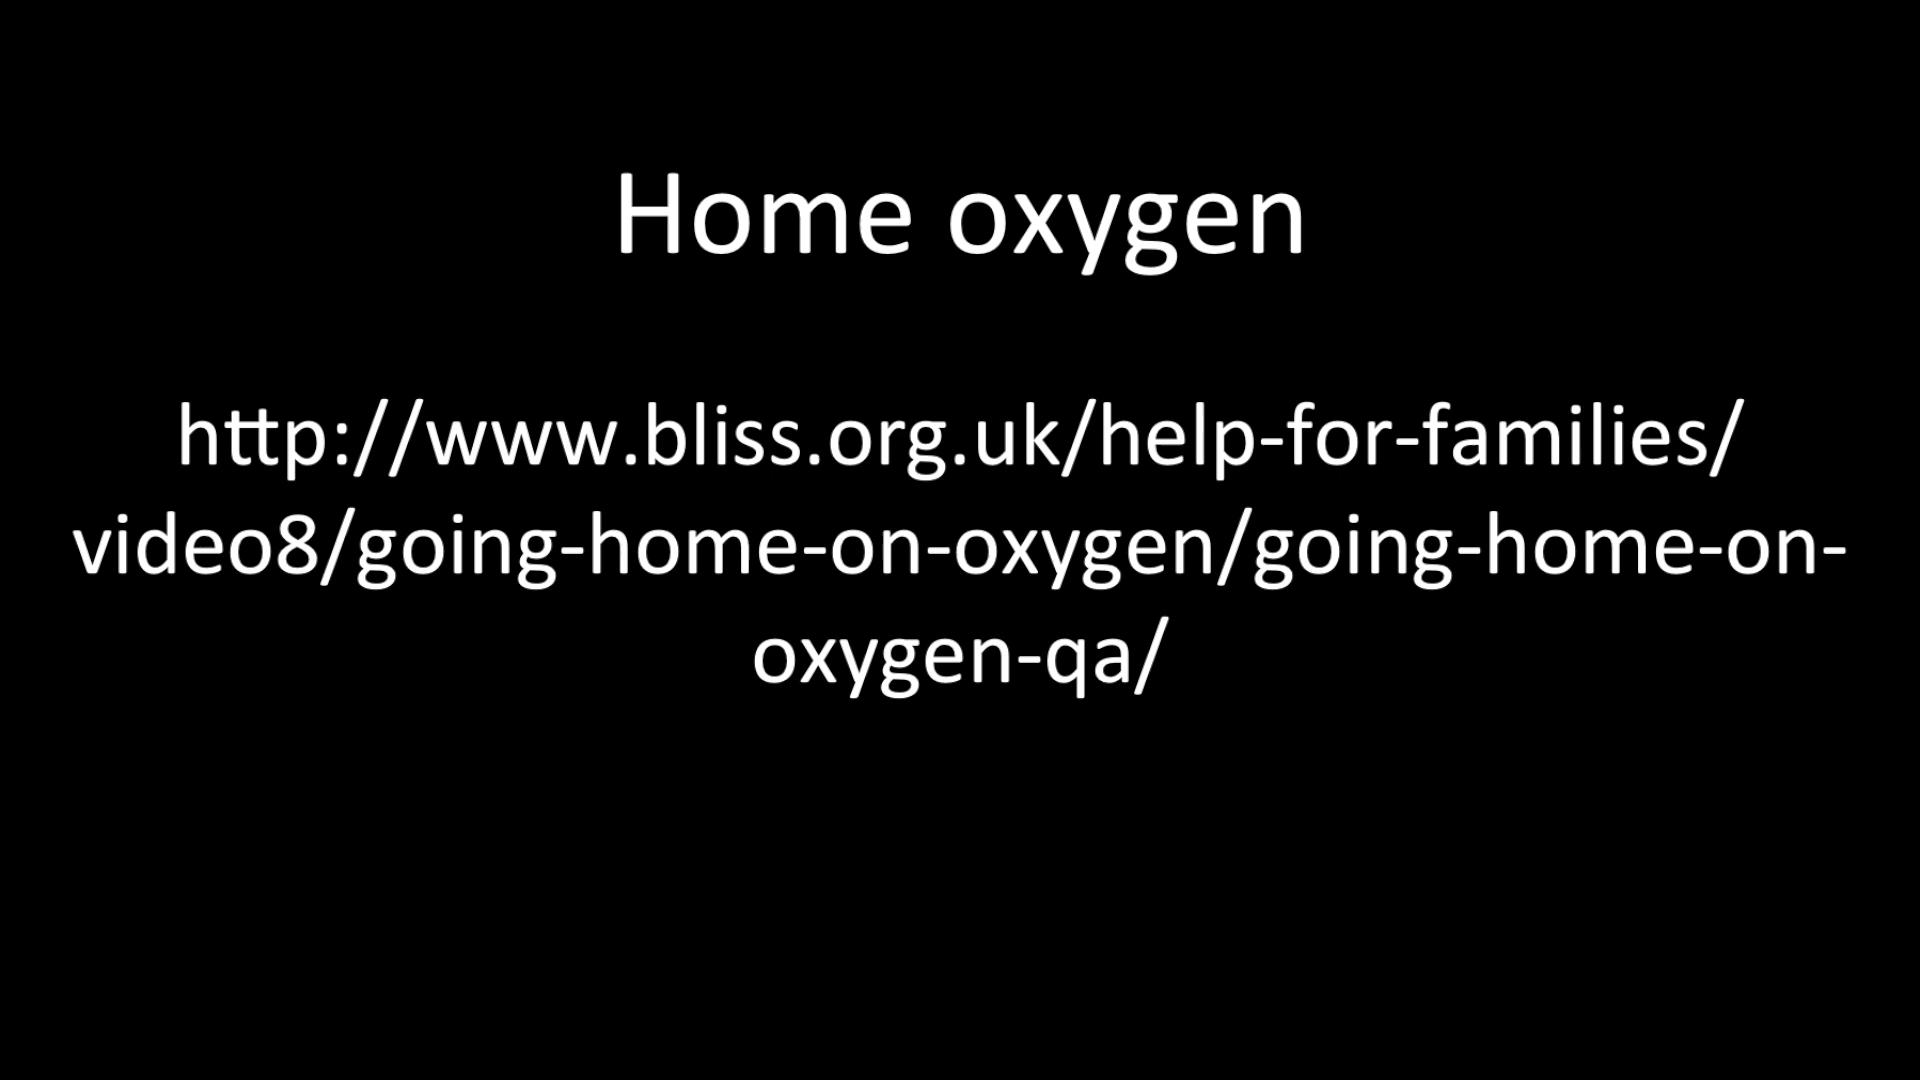 Home oxygen
http://www.bliss.org.uk/help-for-families/
video8/going-home-on-oxygen/going-home-on-
oxygen-qa/